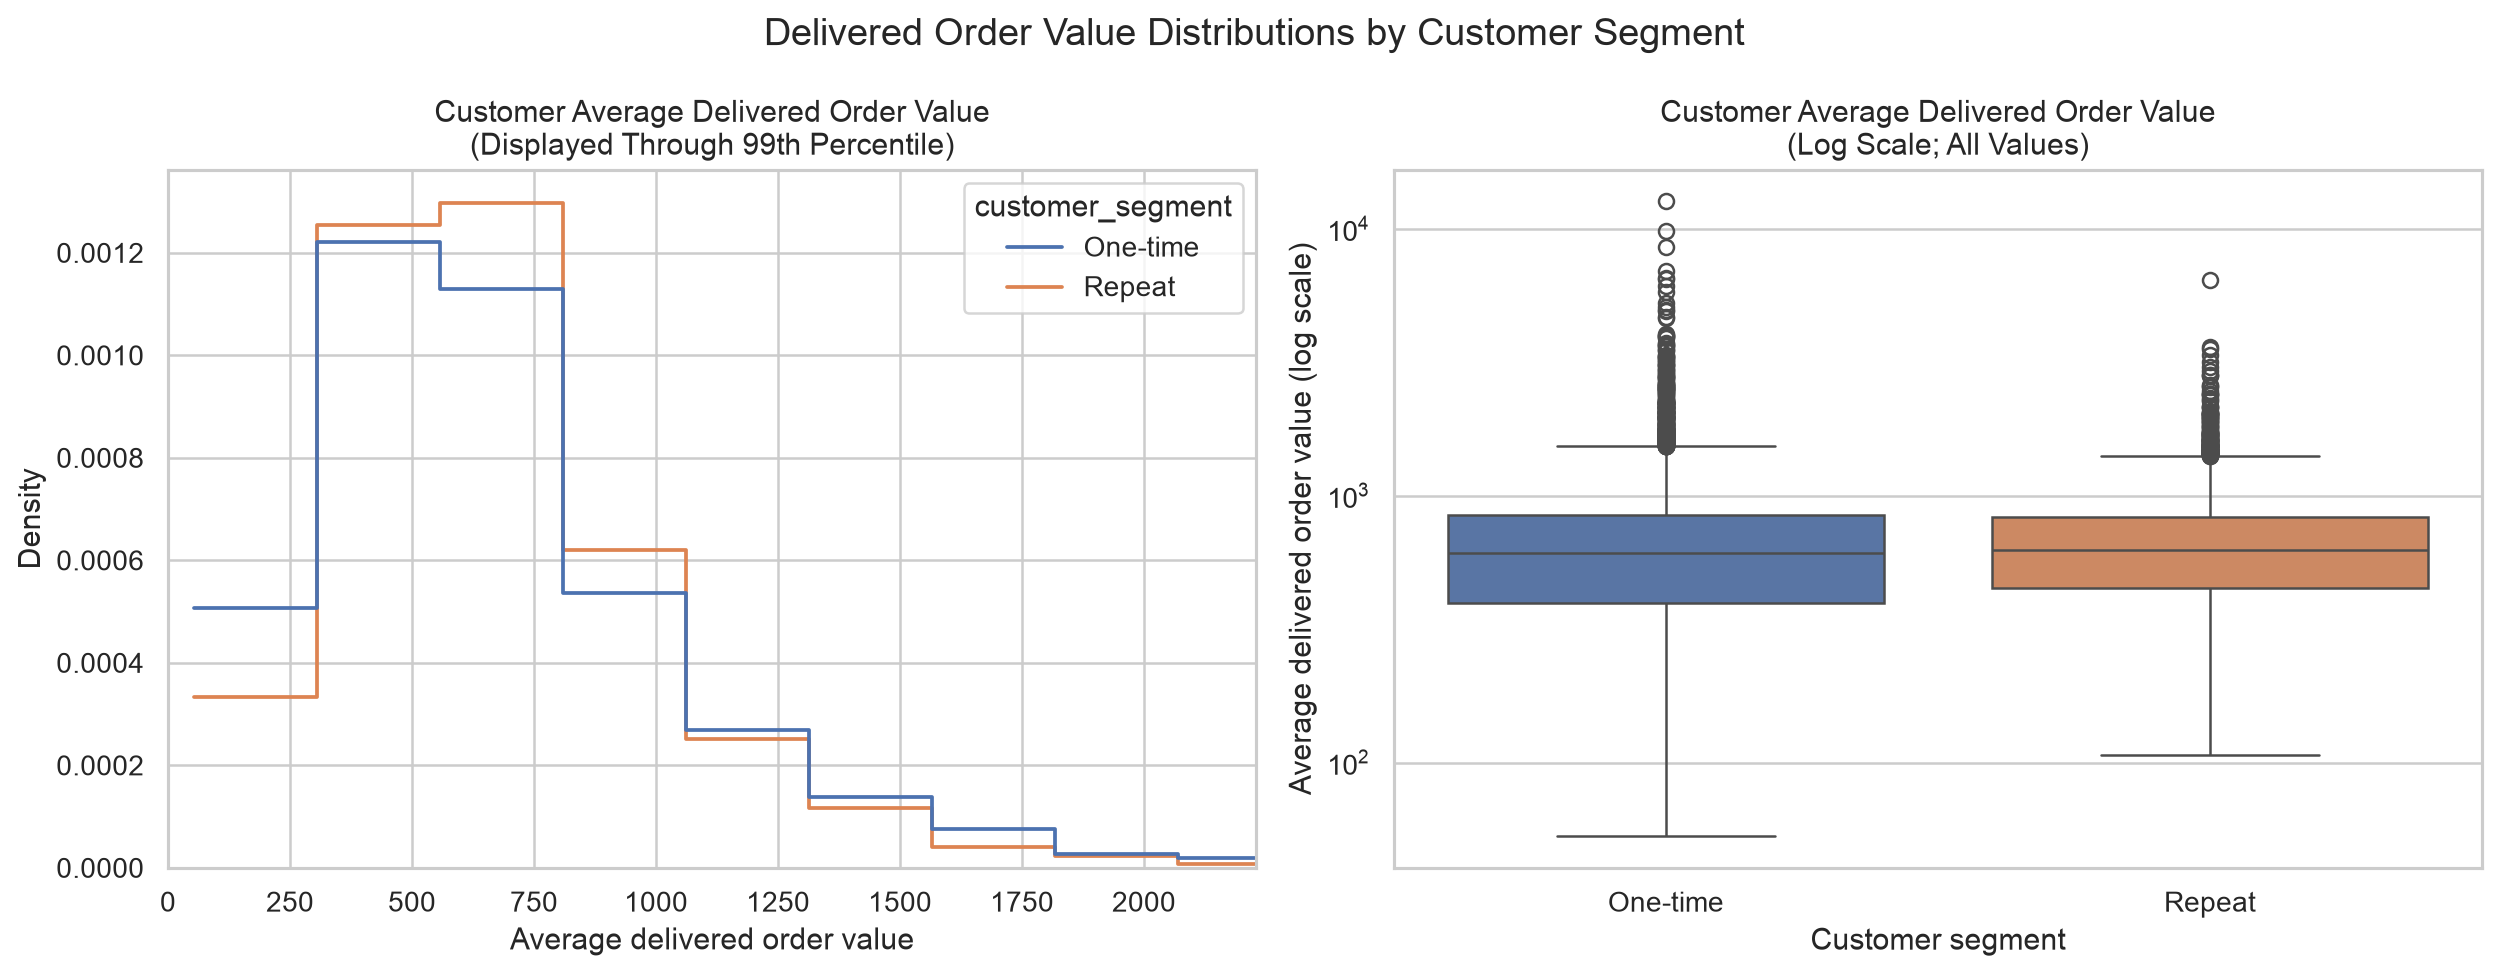 Delivered Order Value Distributions by Customer Segment
Customer Average Delivered Order Value
(Displayed Through 99th Percentile)
customer_segment
One-time
Repeat
Density
0.0012
0.0010
0.0008
0.0006
0.0004
0.0002
0.0000
0 250 500 750 1000 1250 1500 1750 2000
Average delivered order value
Customer Average Delivered Order Value
(Log Scale; All Values)
Average delivered order value (log scale)
10⁴
10³
10²
One-time Repeat
Customer segment